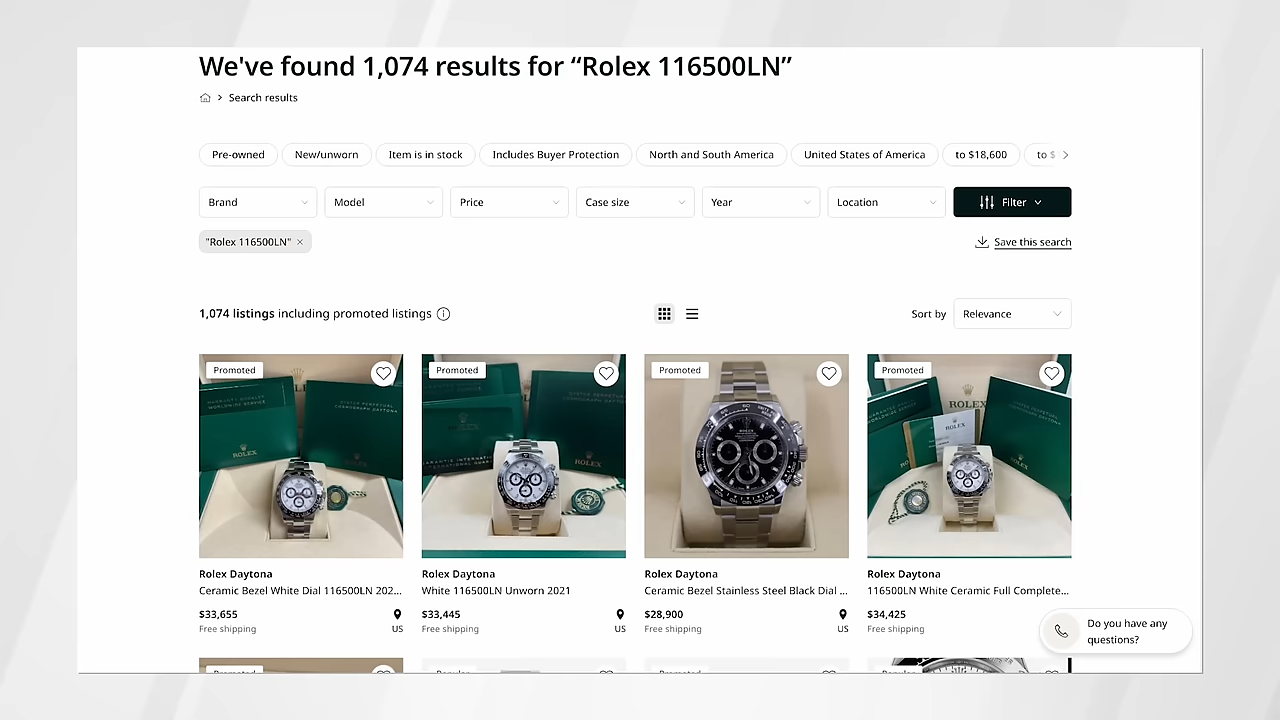 We've found 1,074 results for “Rolex 116500LN”
Search results
Pre-owned New/unworn Item is in stock Includes Buyer Protection North and South America United States of America to $18,600 to $
Brand Model Price Case size Year Location Filter
"Rolex 116500LN" ×
Save this search
1,074 listings including promoted listings
Sort by Relevance
Promoted Promoted Promoted Promoted
ROLEX ROLEX ROLEX ROLEX
Rolex Daytona
Ceramic Bezel White Dial 116500LN 202...
$33,655
Free shipping US
Rolex Daytona
White 116500LN Unworn 2021
$33,445
Free shipping US
Rolex Daytona
Ceramic Bezel Stainless Steel Black Dial ...
$28,900
Free shipping US
Rolex Daytona
116500LN White Ceramic Full Complete...
$34,425
Free shipping
Do you have any
questions?